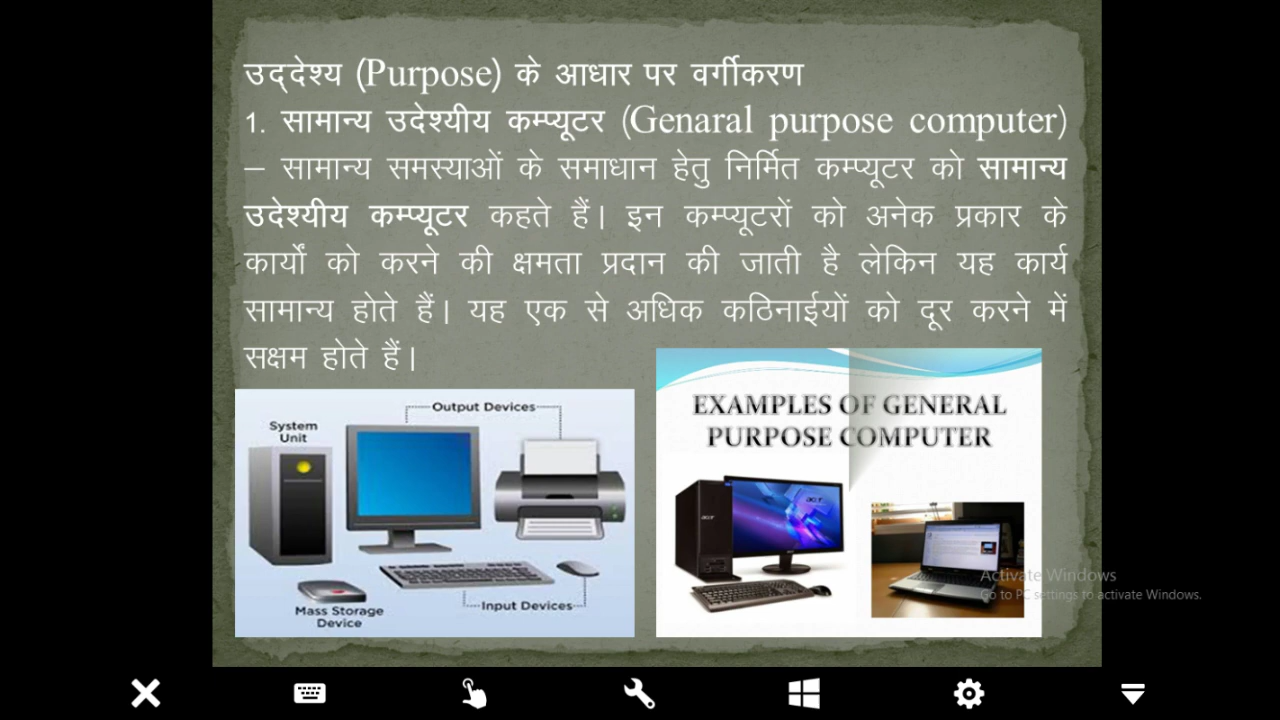 उद्देश्य (Purpose) के आधार पर वर्गीकरण
1. सामान्य उदेश्यीय कम्प्यूटर (Genaral purpose computer)
– सामान्य समस्याओं के समाधान हेतु निर्मित कम्प्यूटर को सामान्य
उदेश्यीय कम्प्यूटर कहते हैं। इन कम्प्यूटरों को अनेक प्रकार के
कार्यों को करने की क्षमता प्रदान की जाती है लेकिन यह कार्य
सामान्य होते हैं। यह एक से अधिक कठिनाईयों को दूर करने में
सक्षम होते हैं।
Output Devices
System
Unit
Mass Storage
Device
Input Devices
EXAMPLES OF GENERAL
PURPOSE COMPUTER
acer
acer
Activate Windows
Go to PC settings to activate Windows.